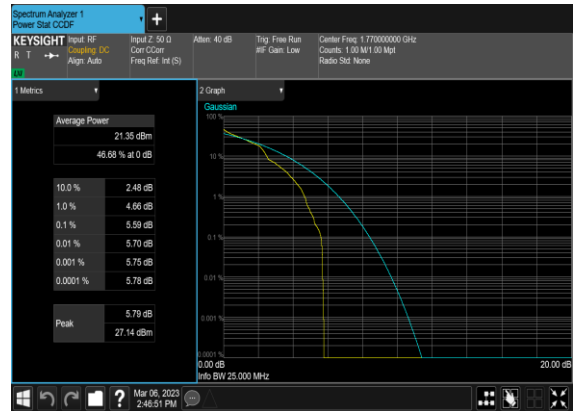 Spectrum Analyzer 1
Power Stat CCDF
KEYSIGHT
R T
Input: RF
Coupling: DC
Align: Auto
Input Z: 50 Ω
Corr CCorr
Freq Ref: Int (S)
Atten: 40 dB
Trig: Free Run
#IF Gain: Low
Center Freq: 1.770000000 GHz
Counts: 1.00 M/1.00 Mpt
Radio Std: None
1 Metrics
Average Power
21.35 dBm
46.68 % at 0 dB
10.0 % 2.48 dB
1.0 % 4.66 dB
0.1 % 5.59 dB
0.01 % 5.70 dB
0.001 % 5.75 dB
0.0001 % 5.78 dB
Peak
5.79 dB
27.14 dBm
2 Graph
Gaussian
100 %
10 %
1 %
0.1 %
0.01 %
0.001 %
0.0001 %
0.00 dB 20.00 dB
Info BW 25.000 MHz
?
Mar 06, 2023
2:46:51 PM